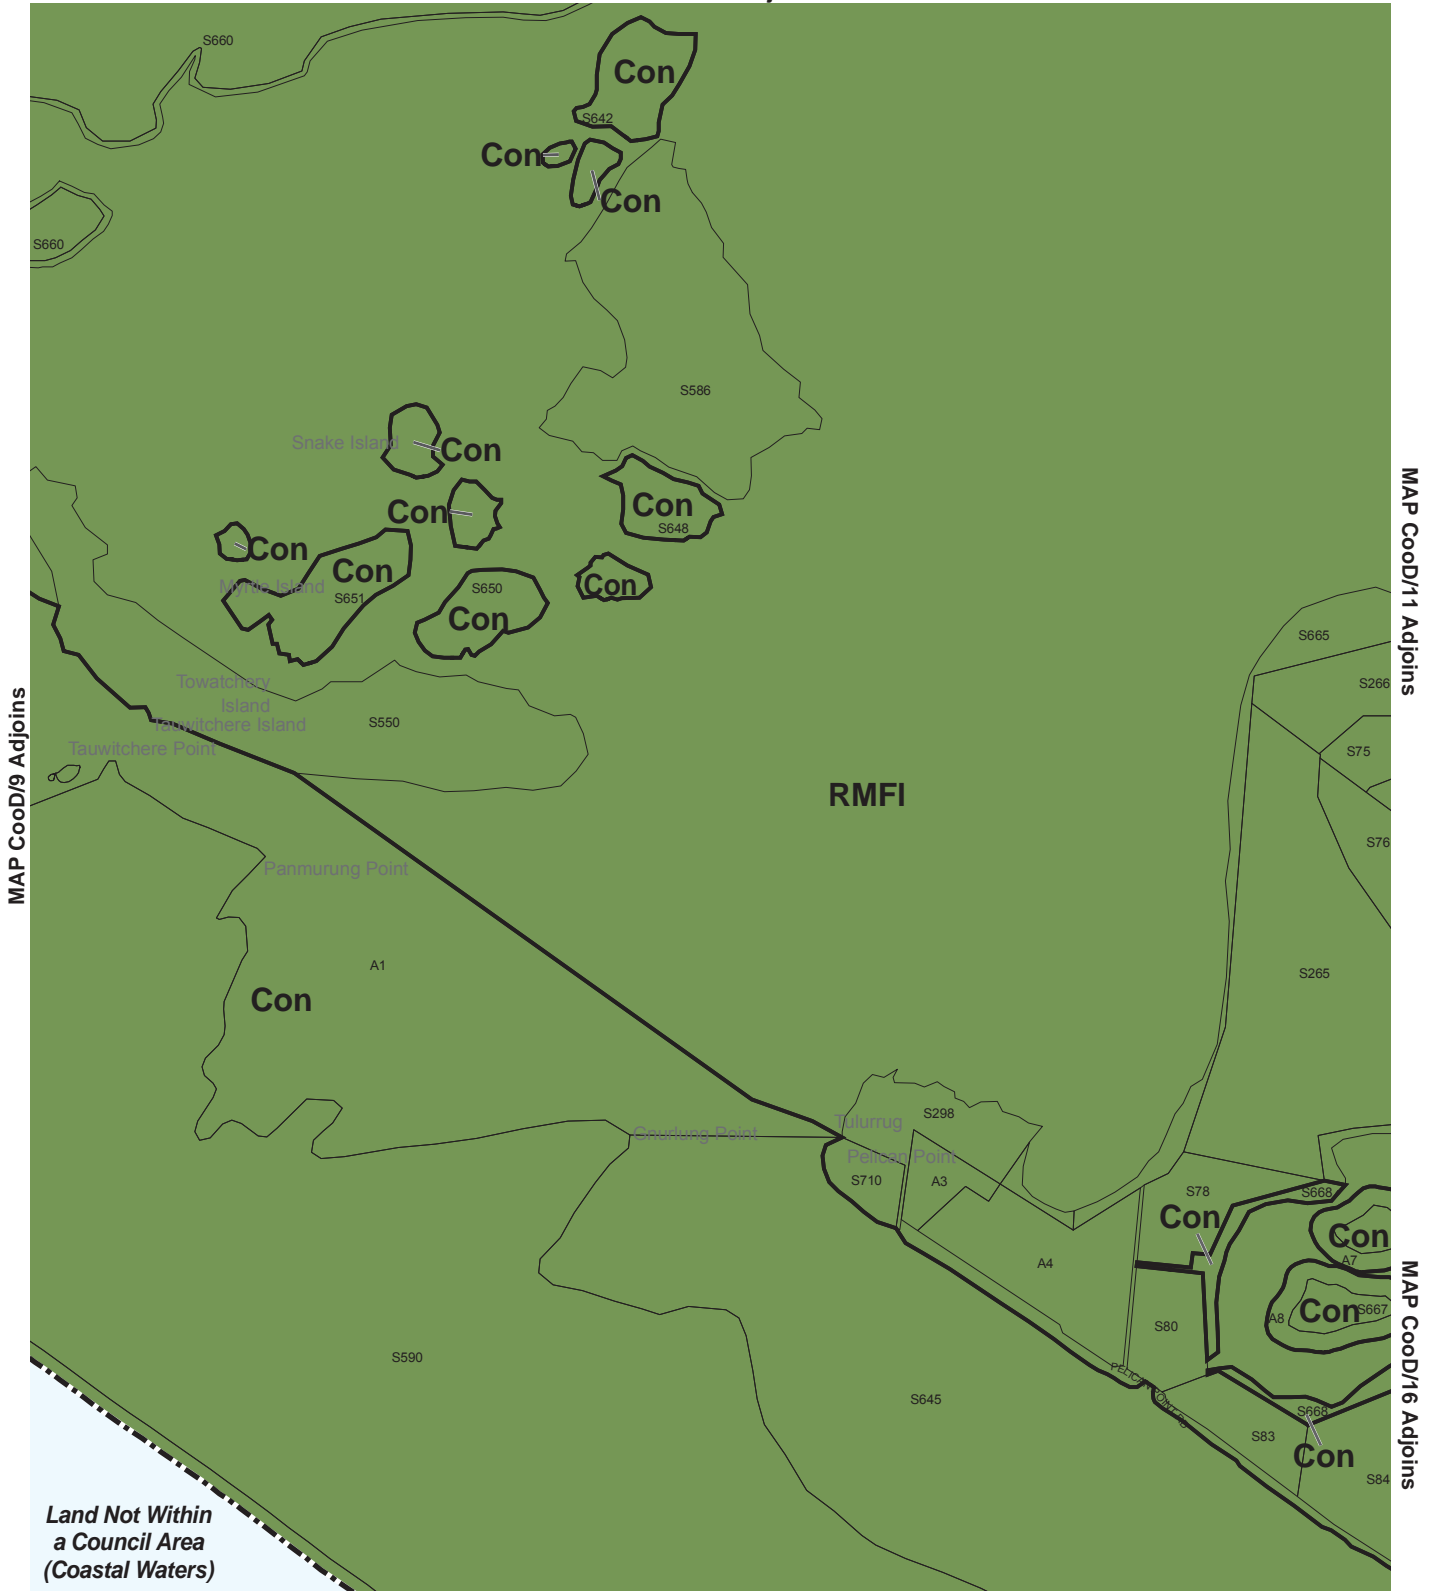 S660
Con
S642
Con
Con
S660
S586
Snake Island
Con
Con
Con
S648
Con
Con
Myrtle Island
S651
S650
Con
Con
MAP CooD/11 Adjoins
S665
S266
Towatchery
Island
Tauwitchere Island
S550
Tauwitchere Point
S75
MAP CooD/9 Adjoins
RMFI
S76
Panmurung Point
A1
S265
Con
S298
Tulurrug
Gnurlung Point
Pelican Point
S710
A3
S78
S668
Con
Con
A7
A4
S667
Con
A8
S80
MAP CooD/16 Adjoins
S590
PELICAN POINT RD
S645
S668
S83
Con
S84
Land Not Within
a Council Area
(Coastal Waters)